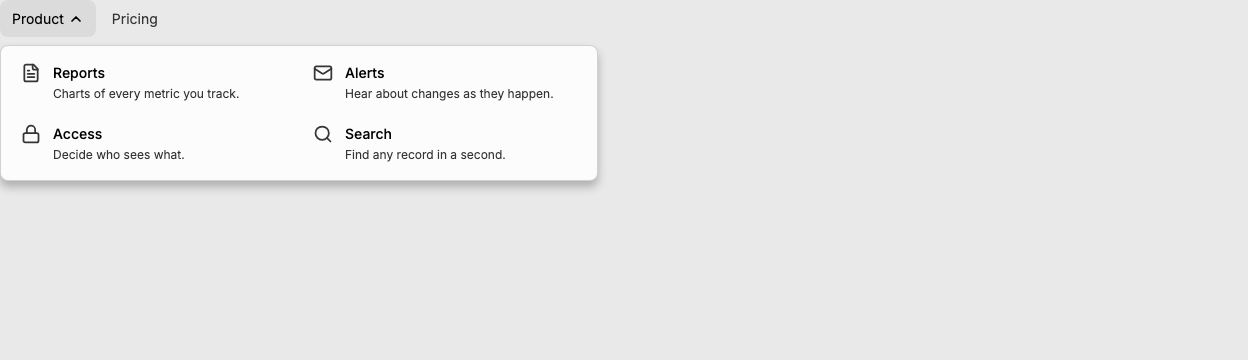 Product
Pricing
Reports
Charts of every metric you track.
Alerts
Hear about changes as they happen.
Access
Decide who sees what.
Search
Find any record in a second.